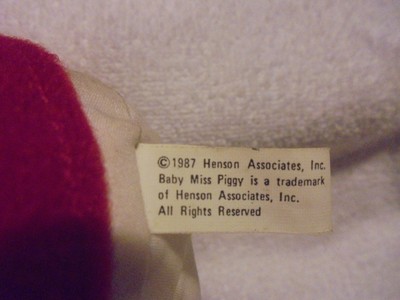 ©1987 Henson Associates, Inc.
Baby Miss Piggy is a trademark
of Henson Associates, Inc.
All Rights Reserved